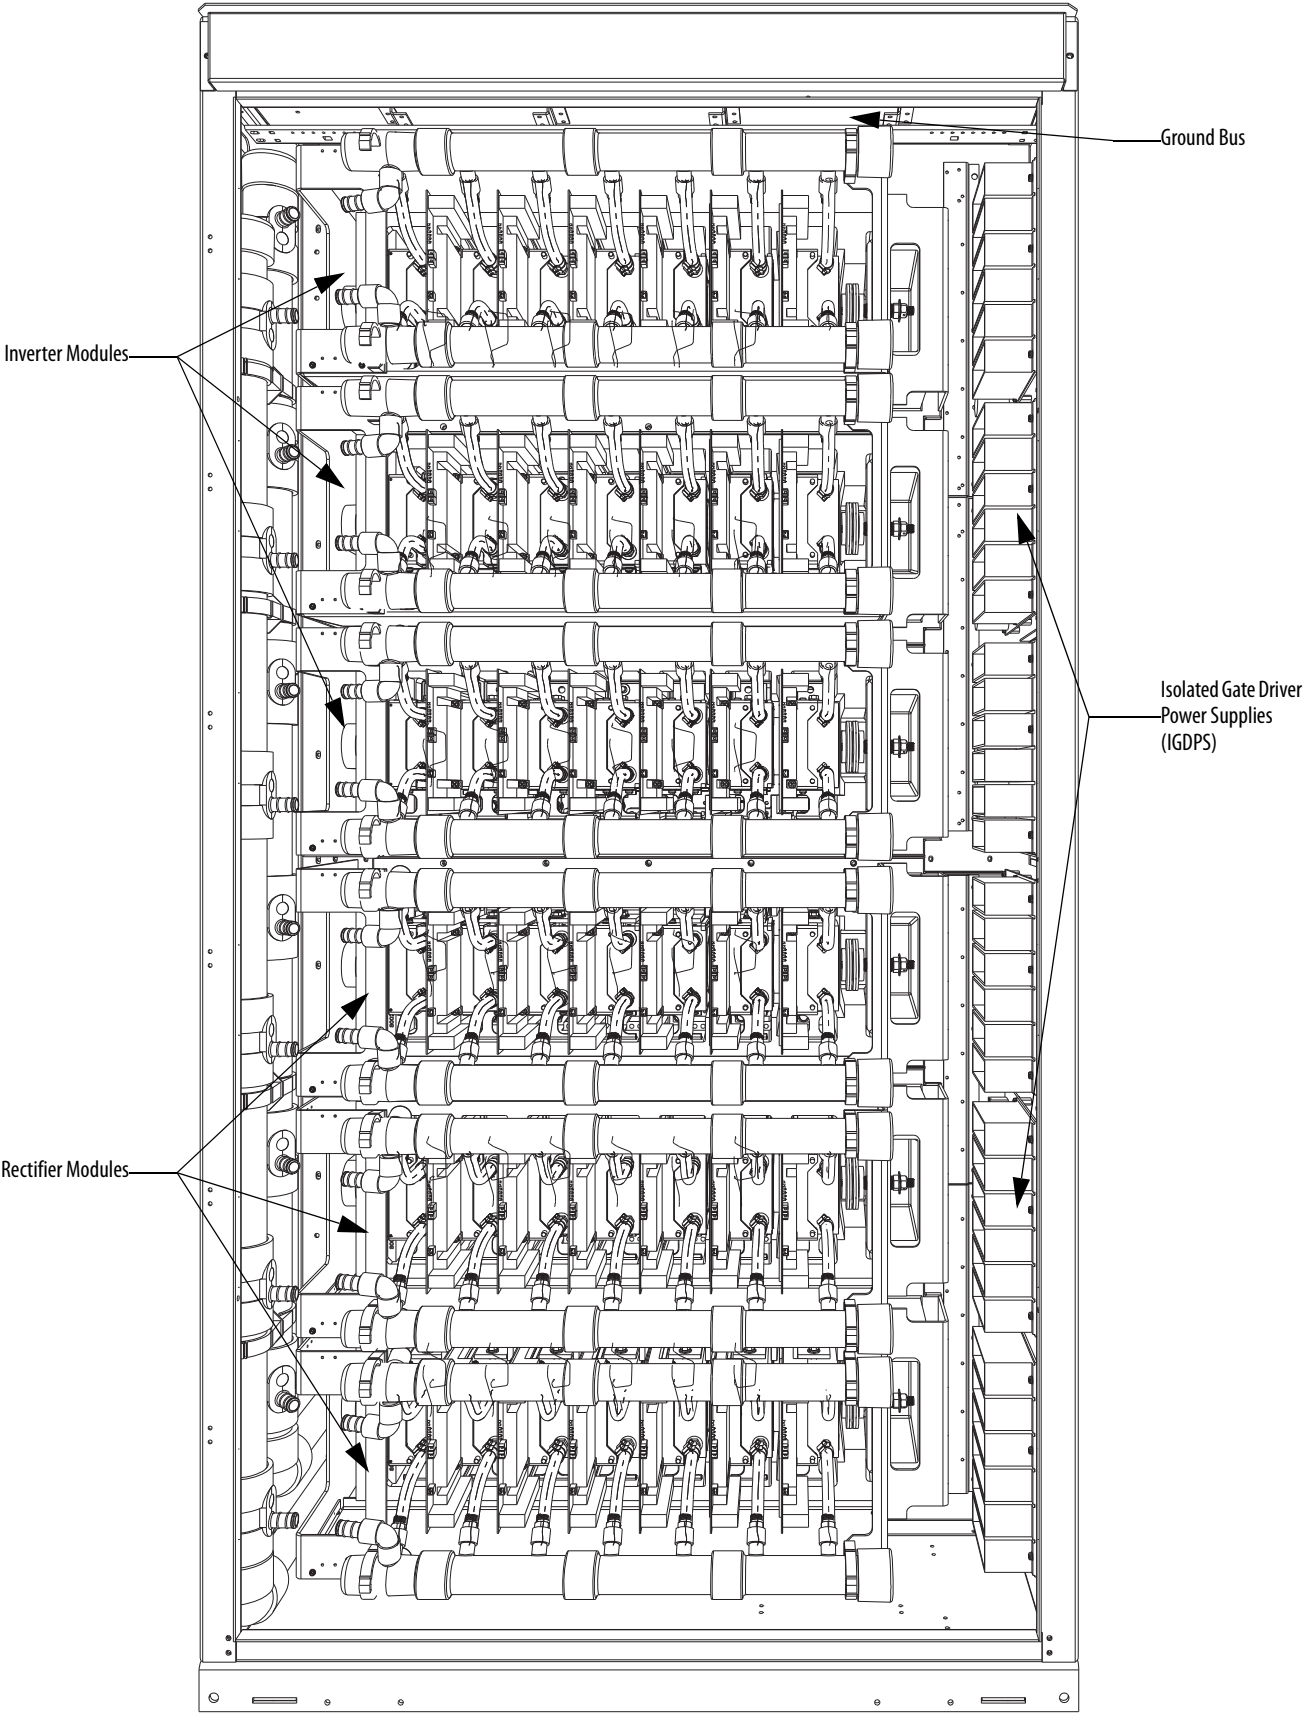 Ground Bus
Inverter Modules
Isolated Gate Driver
Power Supplies
(IGDPS)
Rectifier Modules